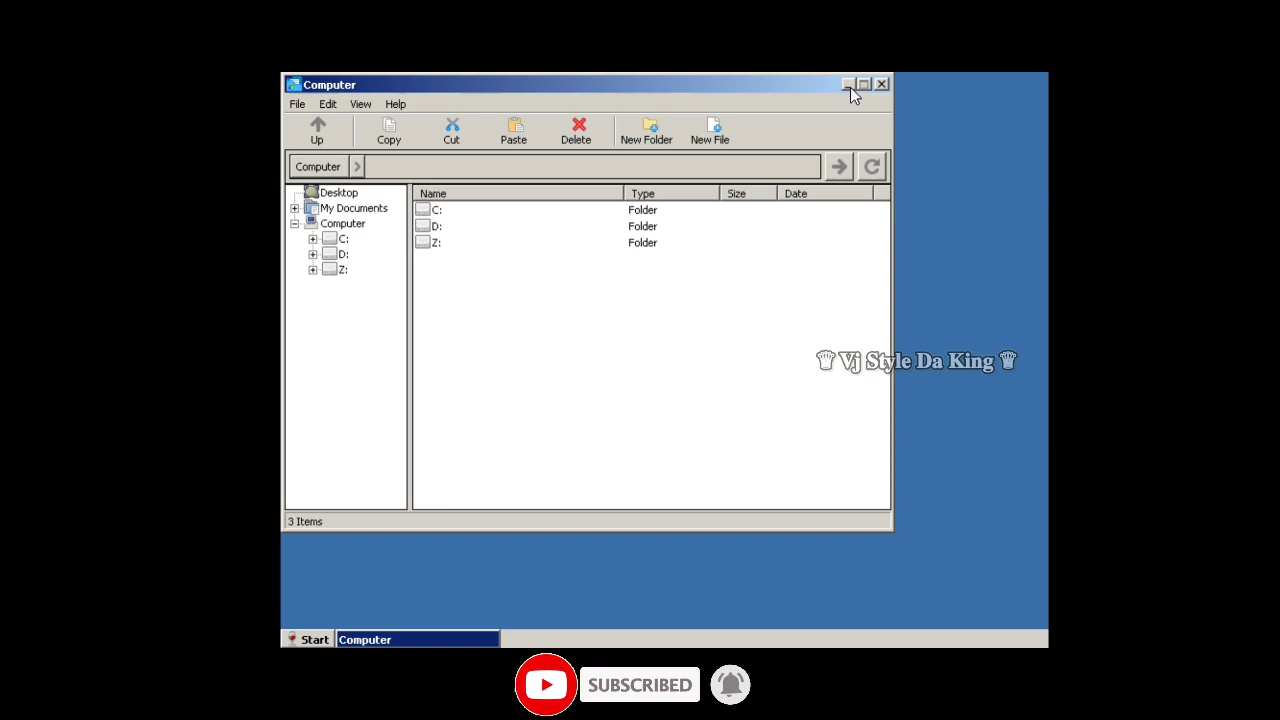 Computer
File Edit View Help
Up Copy Cut Paste Delete New Folder New File
Computer
Desktop
My Documents
Computer
C:
D:
Z:
Name Type Size Date
C: Folder
D: Folder
Z: Folder
♕ Vj Style Da King ♕
3 Items
Start Computer
SUBSCRIBED